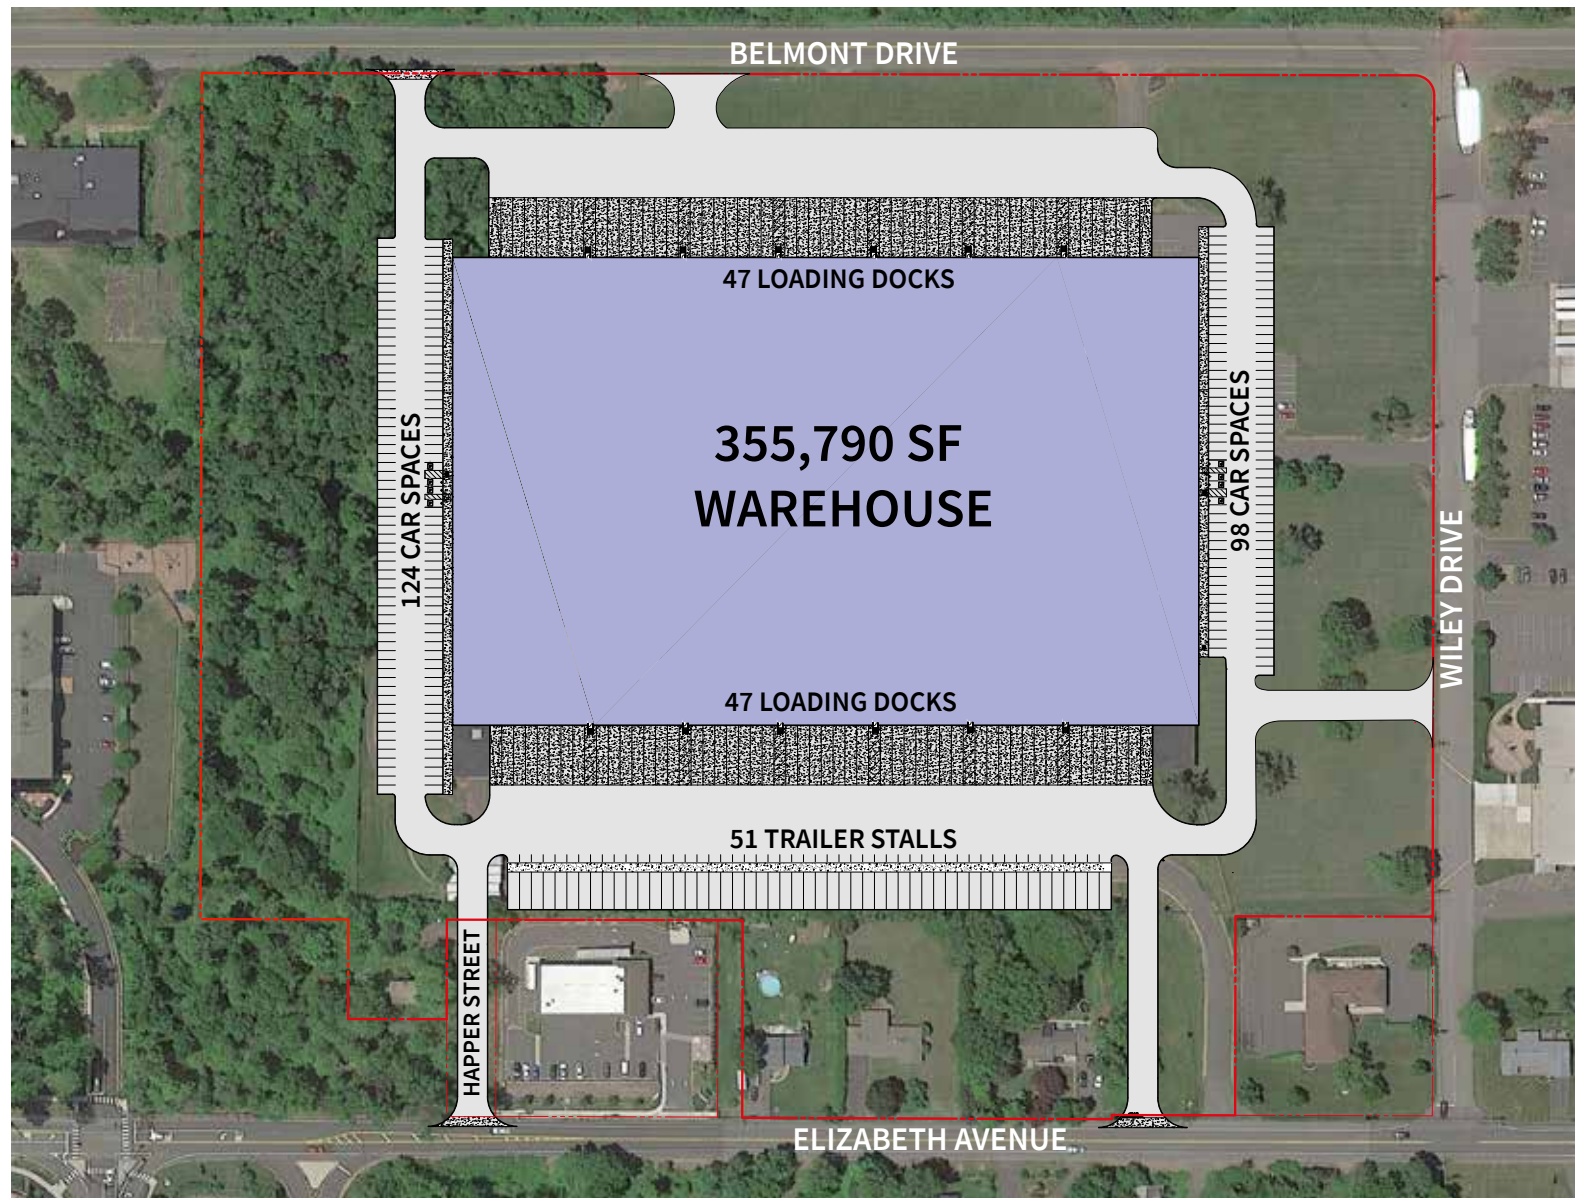 BELMONT DRIVE
47 LOADING DOCKS
355,790 SF
WAREHOUSE
124 CAR SPACES
98 CAR SPACES
WILEY DRIVE
47 LOADING DOCKS
51 TRAILER STALLS
HAPPER STREET
ELIZABETH AVENUE